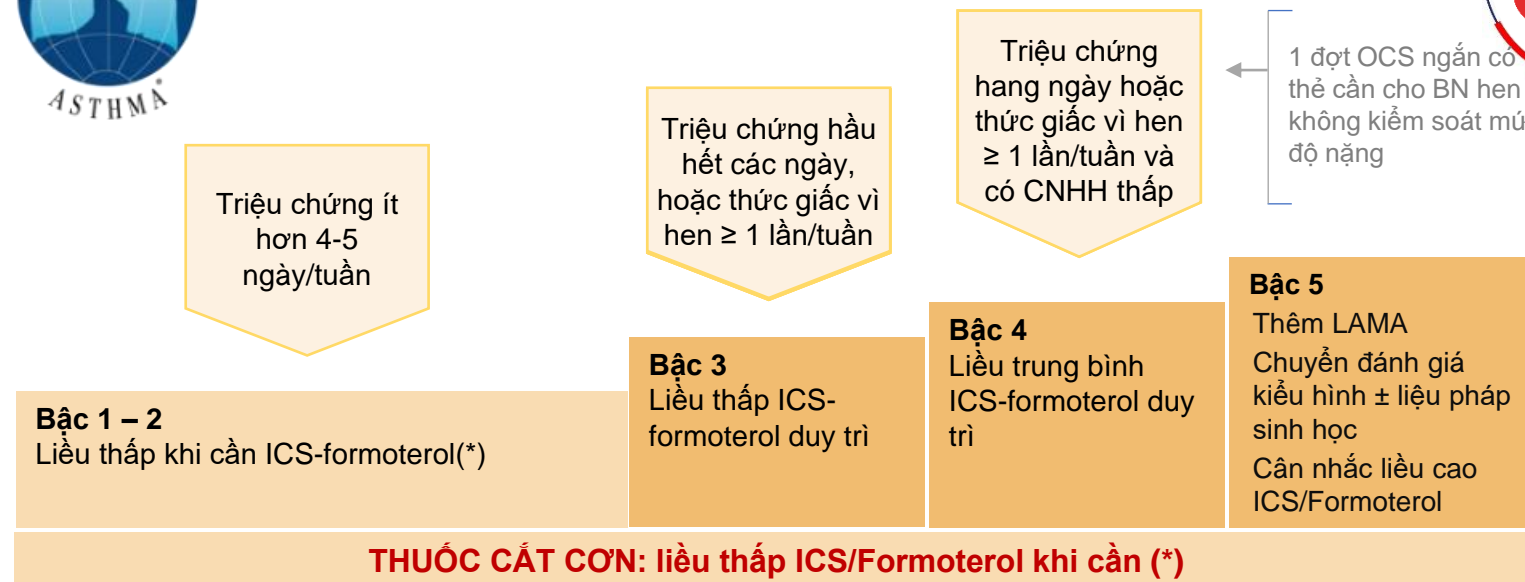 ASTHMA
Triệu chứng ít
hơn 4-5
ngày/tuần
Triệu chứng hầu
hết các ngày,
hoặc thức giấc vì
hen ≥ 1 lần/tuần
Triệu chứng
hang ngày hoặc
thức giấc vì hen
≥ 1 lần/tuần và
có CNHH thấp
1 đợt OCS ngắn có
thẻ cần cho BN hen
không kiểm soát
độ nặng
Bậc 1 – 2
Liều thấp khi cần ICS-formoterol(*)
Bậc 3
Liều thấp ICS-
formoterol duy trì
Bậc 4
Liều trung bình
ICS-formoterol duy
trì
Bậc 5
Thêm LAMA
Chuyển đánh giá
kiểu hình ± liệu pháp
sinh học
Cân nhắc liều cao
ICS/Formoterol
THUỐC CẮT CƠN: liều thấp ICS/Formoterol khi cần (*)